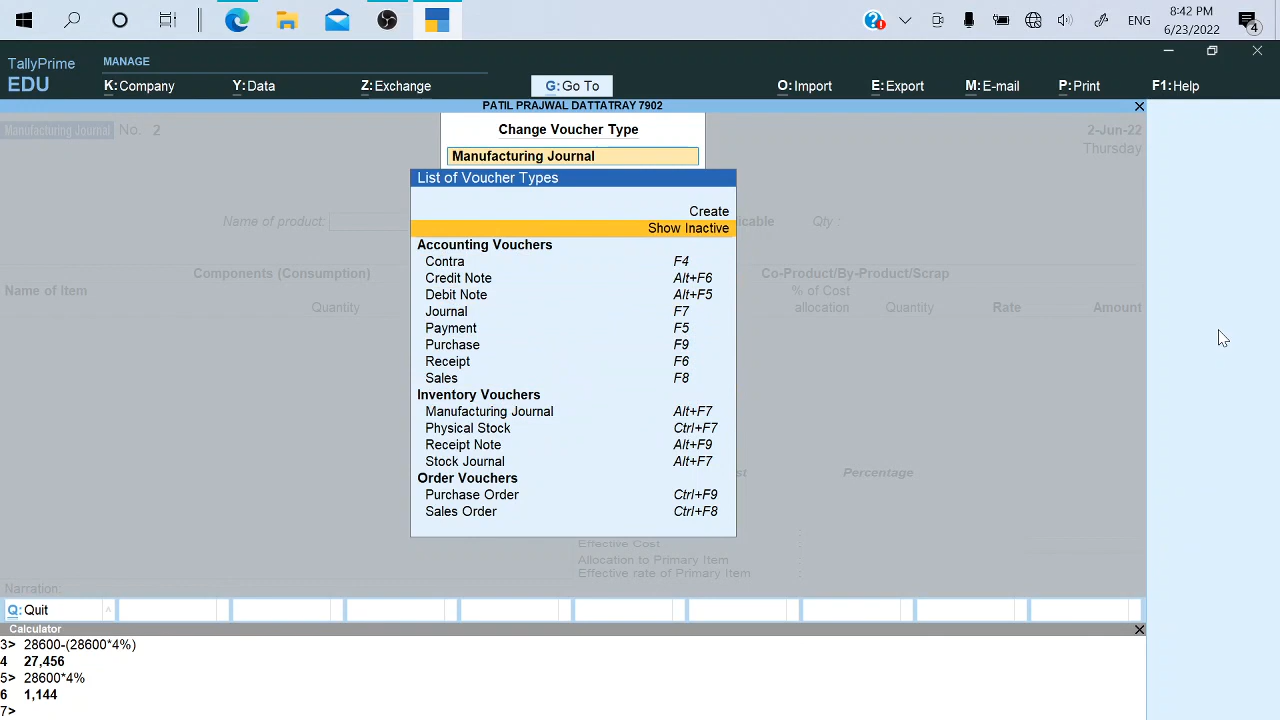 ENG
8:42 PM
6/23/2022
4
TallyPrime
EDU
MANAGE
K:Company
Y:Data
Z:Exchange
G:Go To
O:Import
E:Export
M:E-mail
P:Print
F1:Help
PATIL PRAJWAL DATTATRAY 7902
Manufacturing Journal No. 2
2-Jun-22
Thursday
Change Voucher Type
Manufacturing Journal
List of Voucher Types
Create
Show Inactive
Accounting Vouchers
Contra F4
Credit Note Alt+F6
Debit Note Alt+F5
Journal F7
Payment F5
Purchase F9
Receipt F6
Sales F8
Inventory Vouchers
Manufacturing Journal Alt+F7
Physical Stock Ctrl+F7
Receipt Note Alt+F9
Stock Journal Alt+F7
Order Vouchers
Purchase Order Ctrl+F9
Sales Order Ctrl+F8
Name of product:
Qty :
Components (Consumption)
Co-Product/By-Product/Scrap
Name of Item
Quantity
% of Cost
allocation
Quantity
Rate
Amount
Percentage
Effective Cost :
Allocation to Primary Item :
Effective rate of Primary Item :
Narration:
Q: Quit
Calculator
3> 28600-(28600*4%)
4 27,456
5> 28600*4%
6 1,144
7>